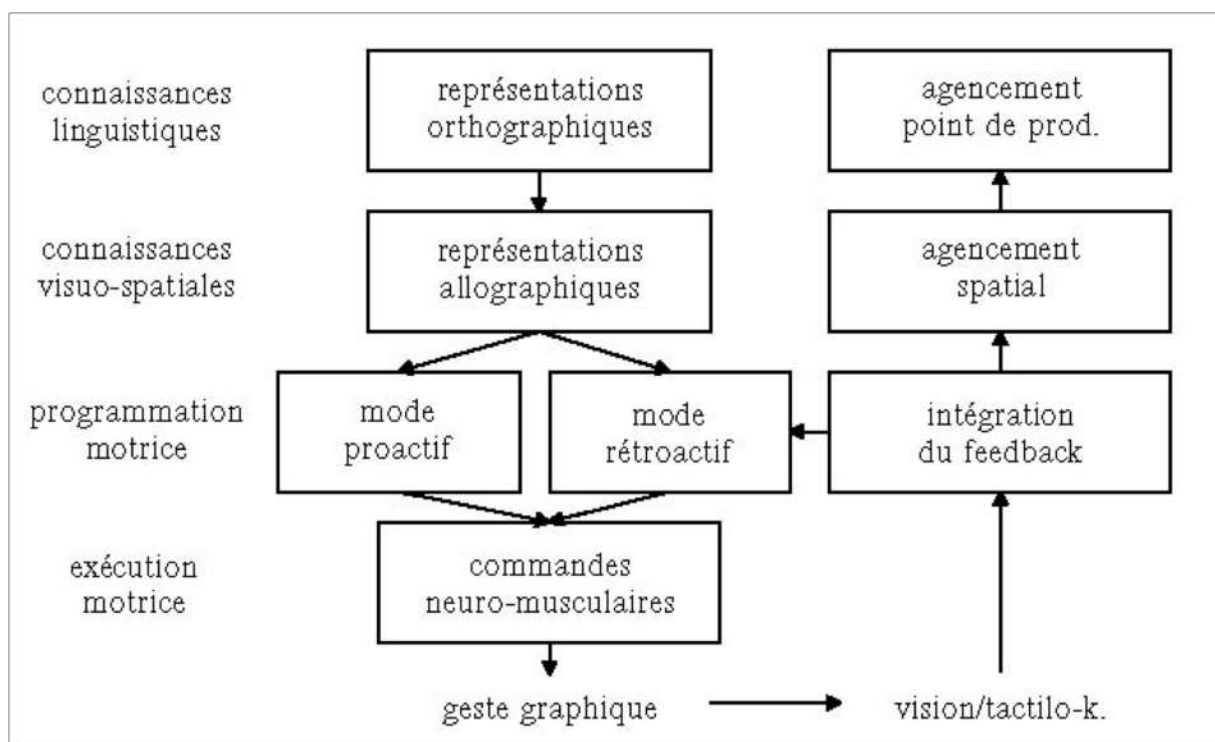 connaissances
linguistiques
représentations
orthographiques
agencement
point de prod.
connaissances
visuo-spatiales
représentations
allographiques
agencement
spatial
programmation
motrice
mode
proactif
mode
rétroactif
intégration
du feedback
exécution
motrice
commandes
neuro-musculaires
geste graphique
vision/tactilo-k.